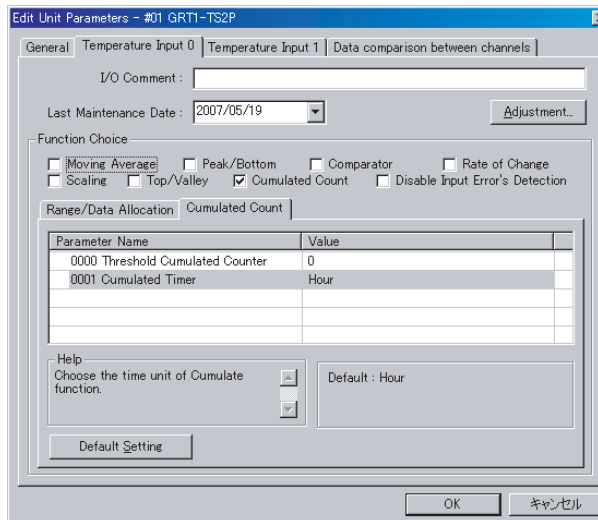 Edit Unit Parameters - #01 GRT1-TS2P
General Temperature Input 0 Temperature Input 1 Data comparison between channels
I/O Comment :
Last Maintenance Date : 2007/05/19 Adjustment...
Function Choice
Moving Average Peak/Bottom Comparator Rate of Change
Scaling Top/Valley Cumulated Count Disable Input Error's Detection
Range/Data Allocation Cumulated Count
Parameter Name Value
0000 Threshold Cumulated Counter 0
0001 Cumulated Timer Hour
Help
Choose the time unit of Cumulate
function.
Default : Hour
Default Setting
OK キャンセル